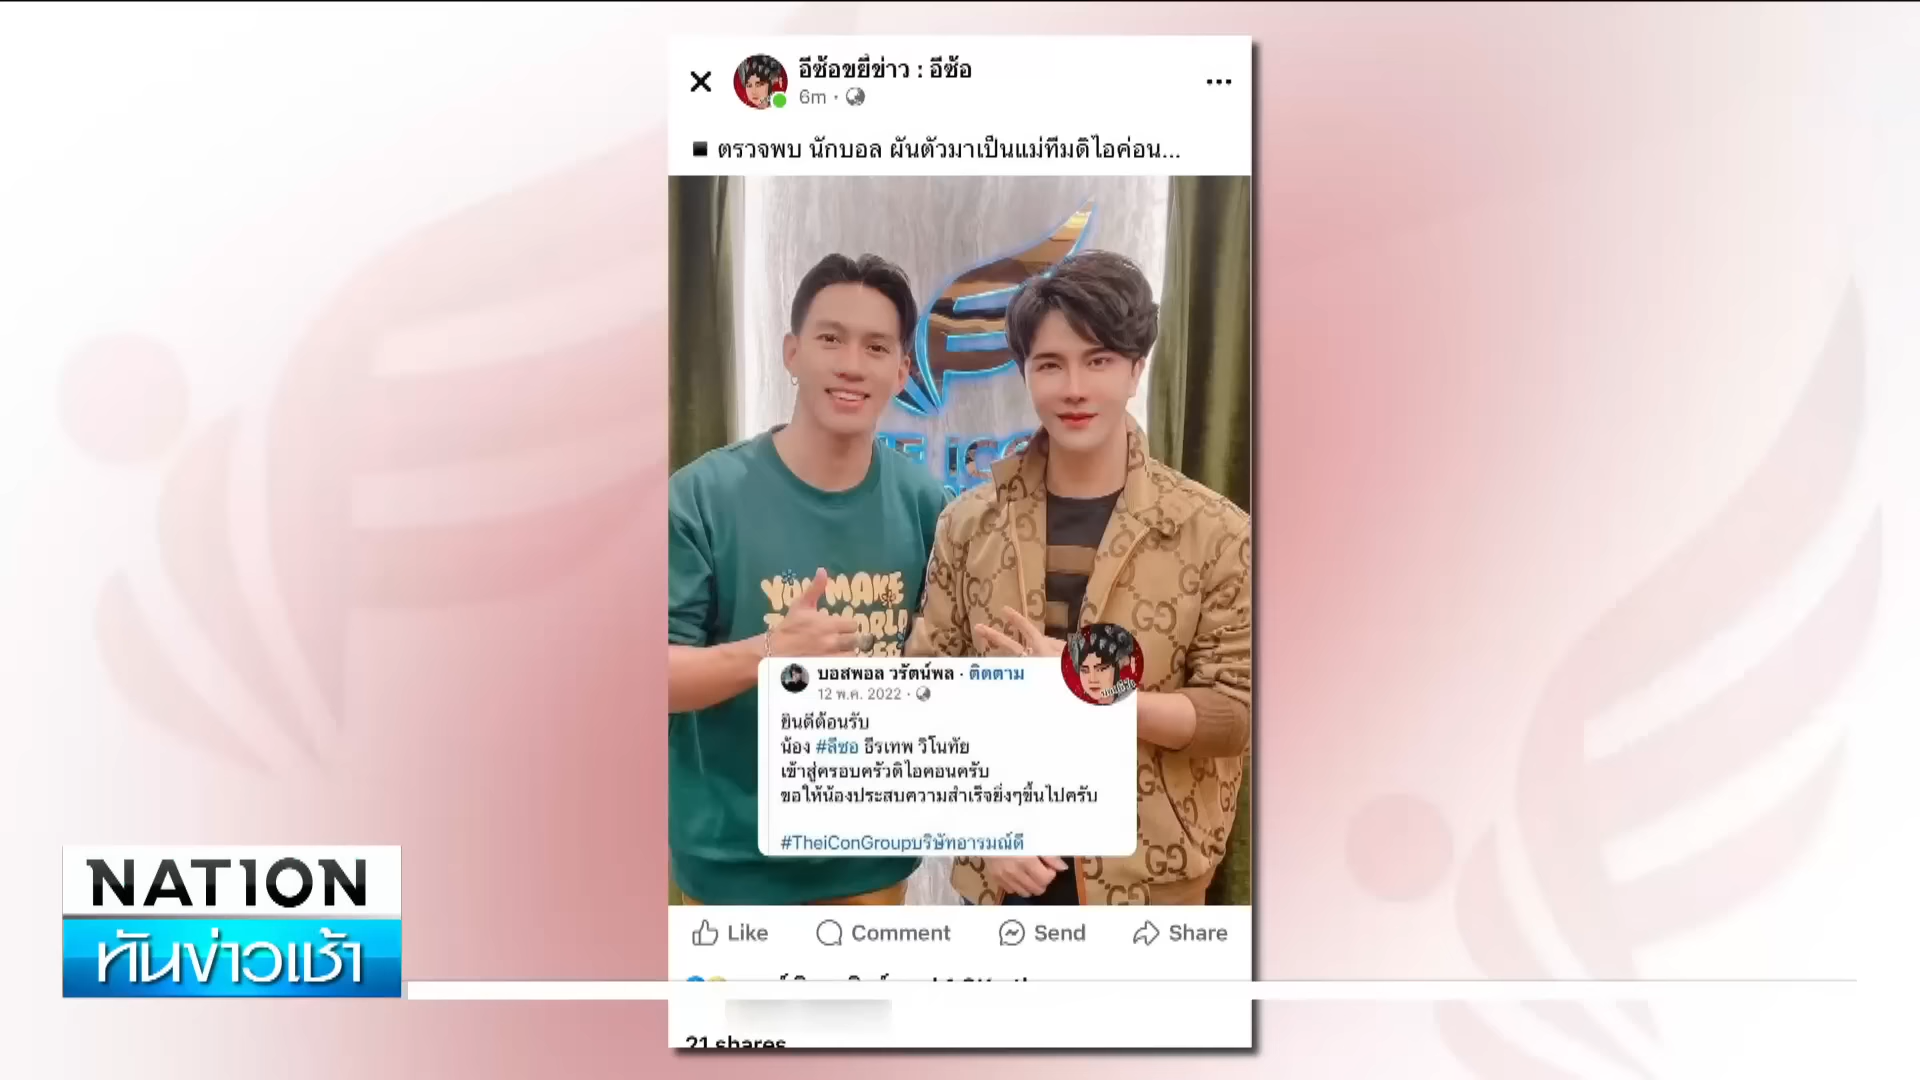 อีซ้อขยี้ข่าว : อีซ้อ
6m ·
ตรวจพบ นักบอล ผันตัวมาเป็นแม่ทีมดิไอค่อน...
YOU MAKE
WORLD
บอสพอล วรัตน์พล · ติดตาม
12 พ.ค. 2022 ·
ยินดีต้อนรับ
น้อง #ลีซอ ธีรเทพ วิโนทัย
เข้าสู่ครอบครัวดิไอคอนครับ
ขอให้น้องประสบความสำเร็จยิ่งๆขึ้นไปครับ
#TheiConGroupบริษัทอารมณ์ดี
Like Comment Send Share
21 shares
NATION
ทันข่าวเช้า